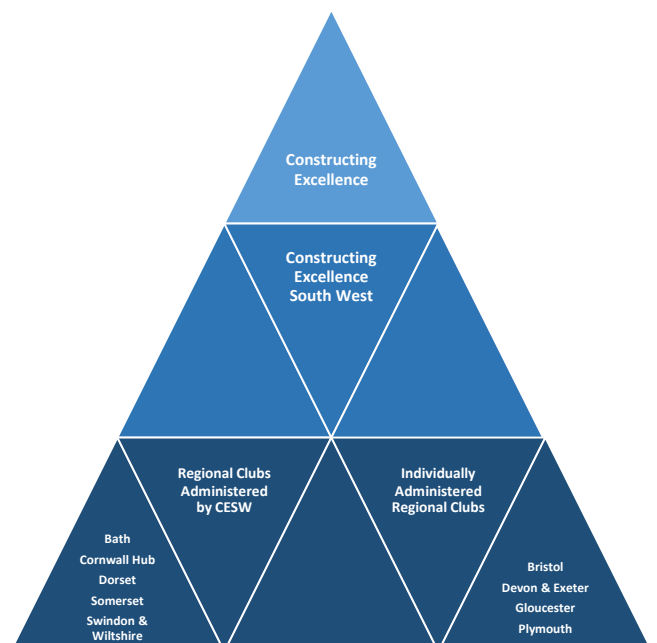 Constructing
Excellence
Constructing
Excellence
South West
Regional Clubs
Administered
by CESW
Individually
Administered
Regional Clubs
Bath
Cornwall Hub
Dorset
Somerset
Swindon &
Wiltshire
Bristol
Devon & Exeter
Gloucester
Plymouth